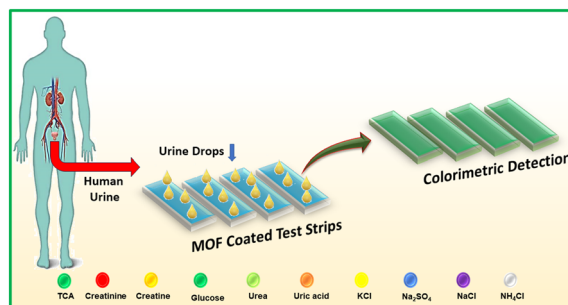 Urine Drops
Human
Urine
MOF Coated Test Strips
Colorimetric Detection
TCA Creatinine Creatine Glucose Urea Uric acid KCl Na₂SO₄ NaCl NH₄Cl